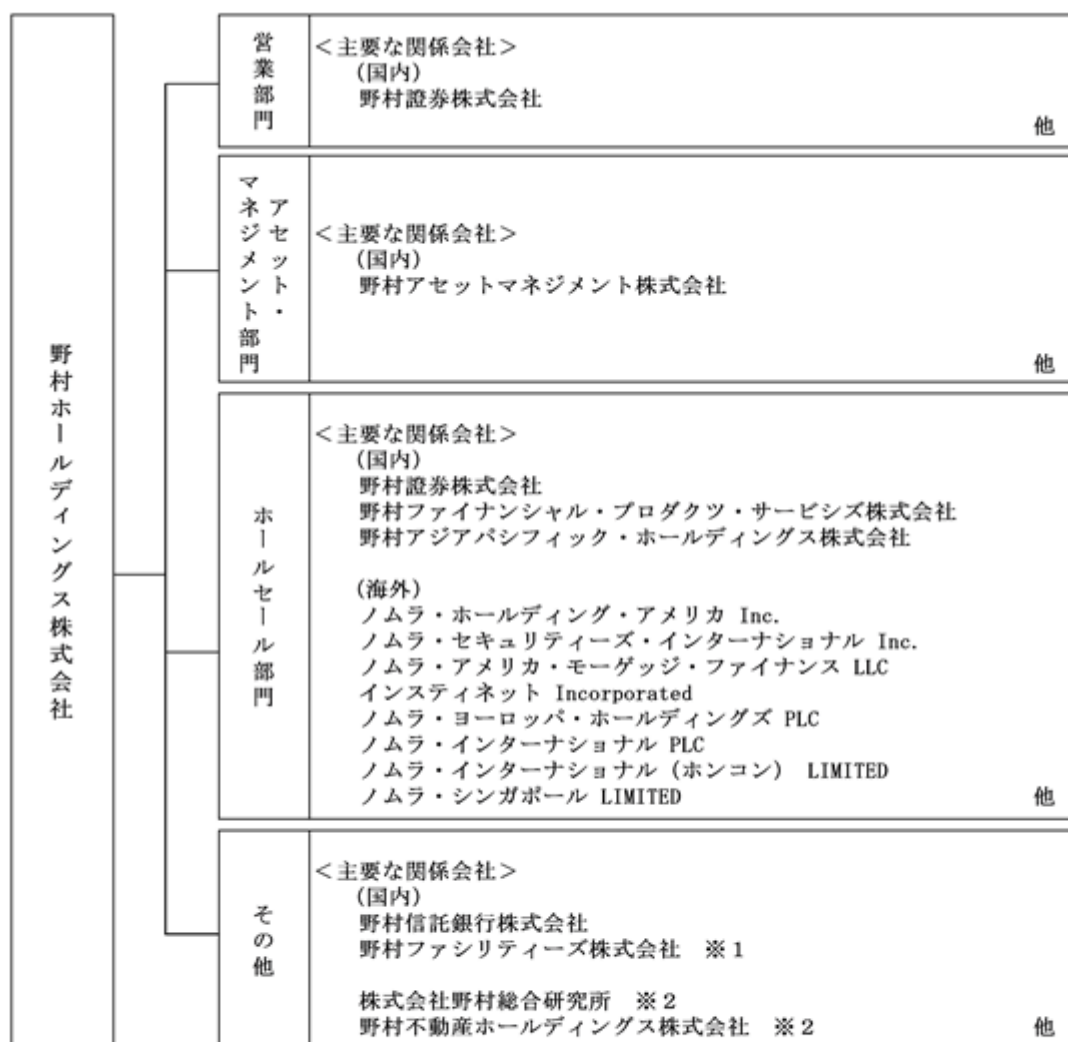 野村ホールディングス株式会社
営業部門
<主要な関係会社>
(国内)
野村證券株式会社
他
アセット・
マネジメント部門
<主要な関係会社>
(国内)
野村アセットマネジメント株式会社
他
ホールセール部門
<主要な関係会社>
(国内)
野村證券株式会社
野村ファイナンシャル・プロダクツ・サービシズ株式会社
野村アジアパシフィック・ホールディングス株式会社
(海外)
ノムラ・ホールディング・アメリカ Inc.
ノムラ・セキュリティーズ・インターナショナル Inc.
ノムラ・アメリカ・モーゲッジ・ファイナンス LLC
インスティネット Incorporated
ノムラ・ヨーロッパ・ホールディングズ PLC
ノムラ・インターナショナル PLC
ノムラ・インターナショナル (ホンコン) LIMITED
ノムラ・シンガポール LIMITED 他
その他
<主要な関係会社>
(国内)
野村信託銀行株式会社
野村ファシリティーズ株式会社 ※1
株式会社野村総合研究所 ※2
野村不動産ホールディングス株式会社 ※2 他